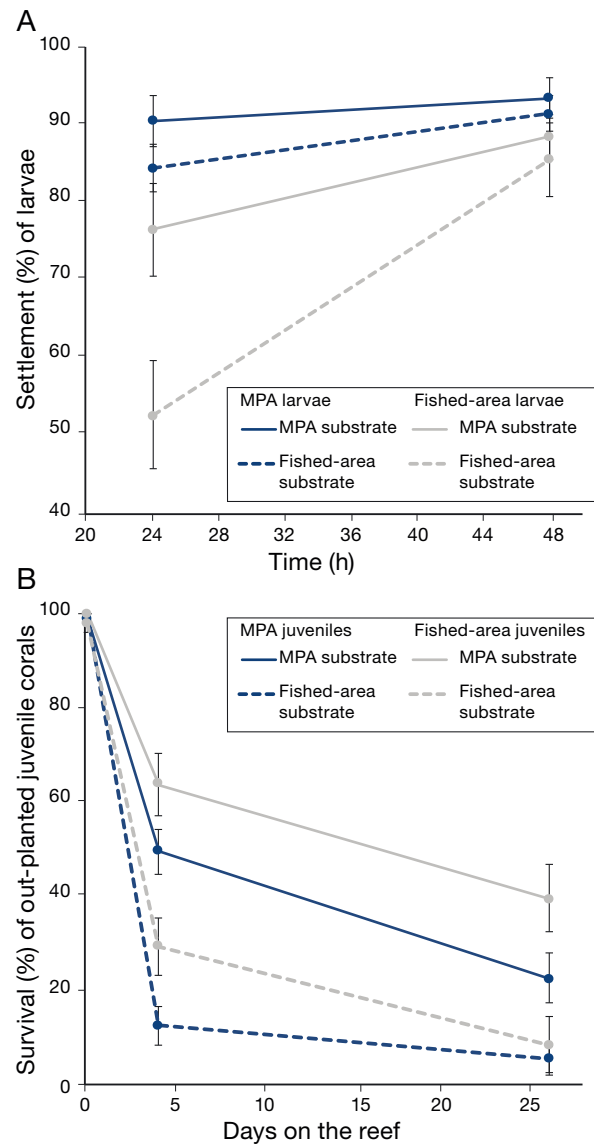 A
100
90
80
70
60
50
40
Settlement (%) of larvae
MPA larvae Fished-area larvae
MPA substrate MPA substrate
Fished-area Fished-area
substrate substrate
20 24 28 32 36 40 44 48
Time (h)
B
100
80
60
40
20
0
Survival (%) of out-planted juvenile corals
MPA juveniles Fished-area juveniles
MPA substrate MPA substrate
Fished-area Fished-area
substrate substrate
0 5 10 15 20 25
Days on the reef